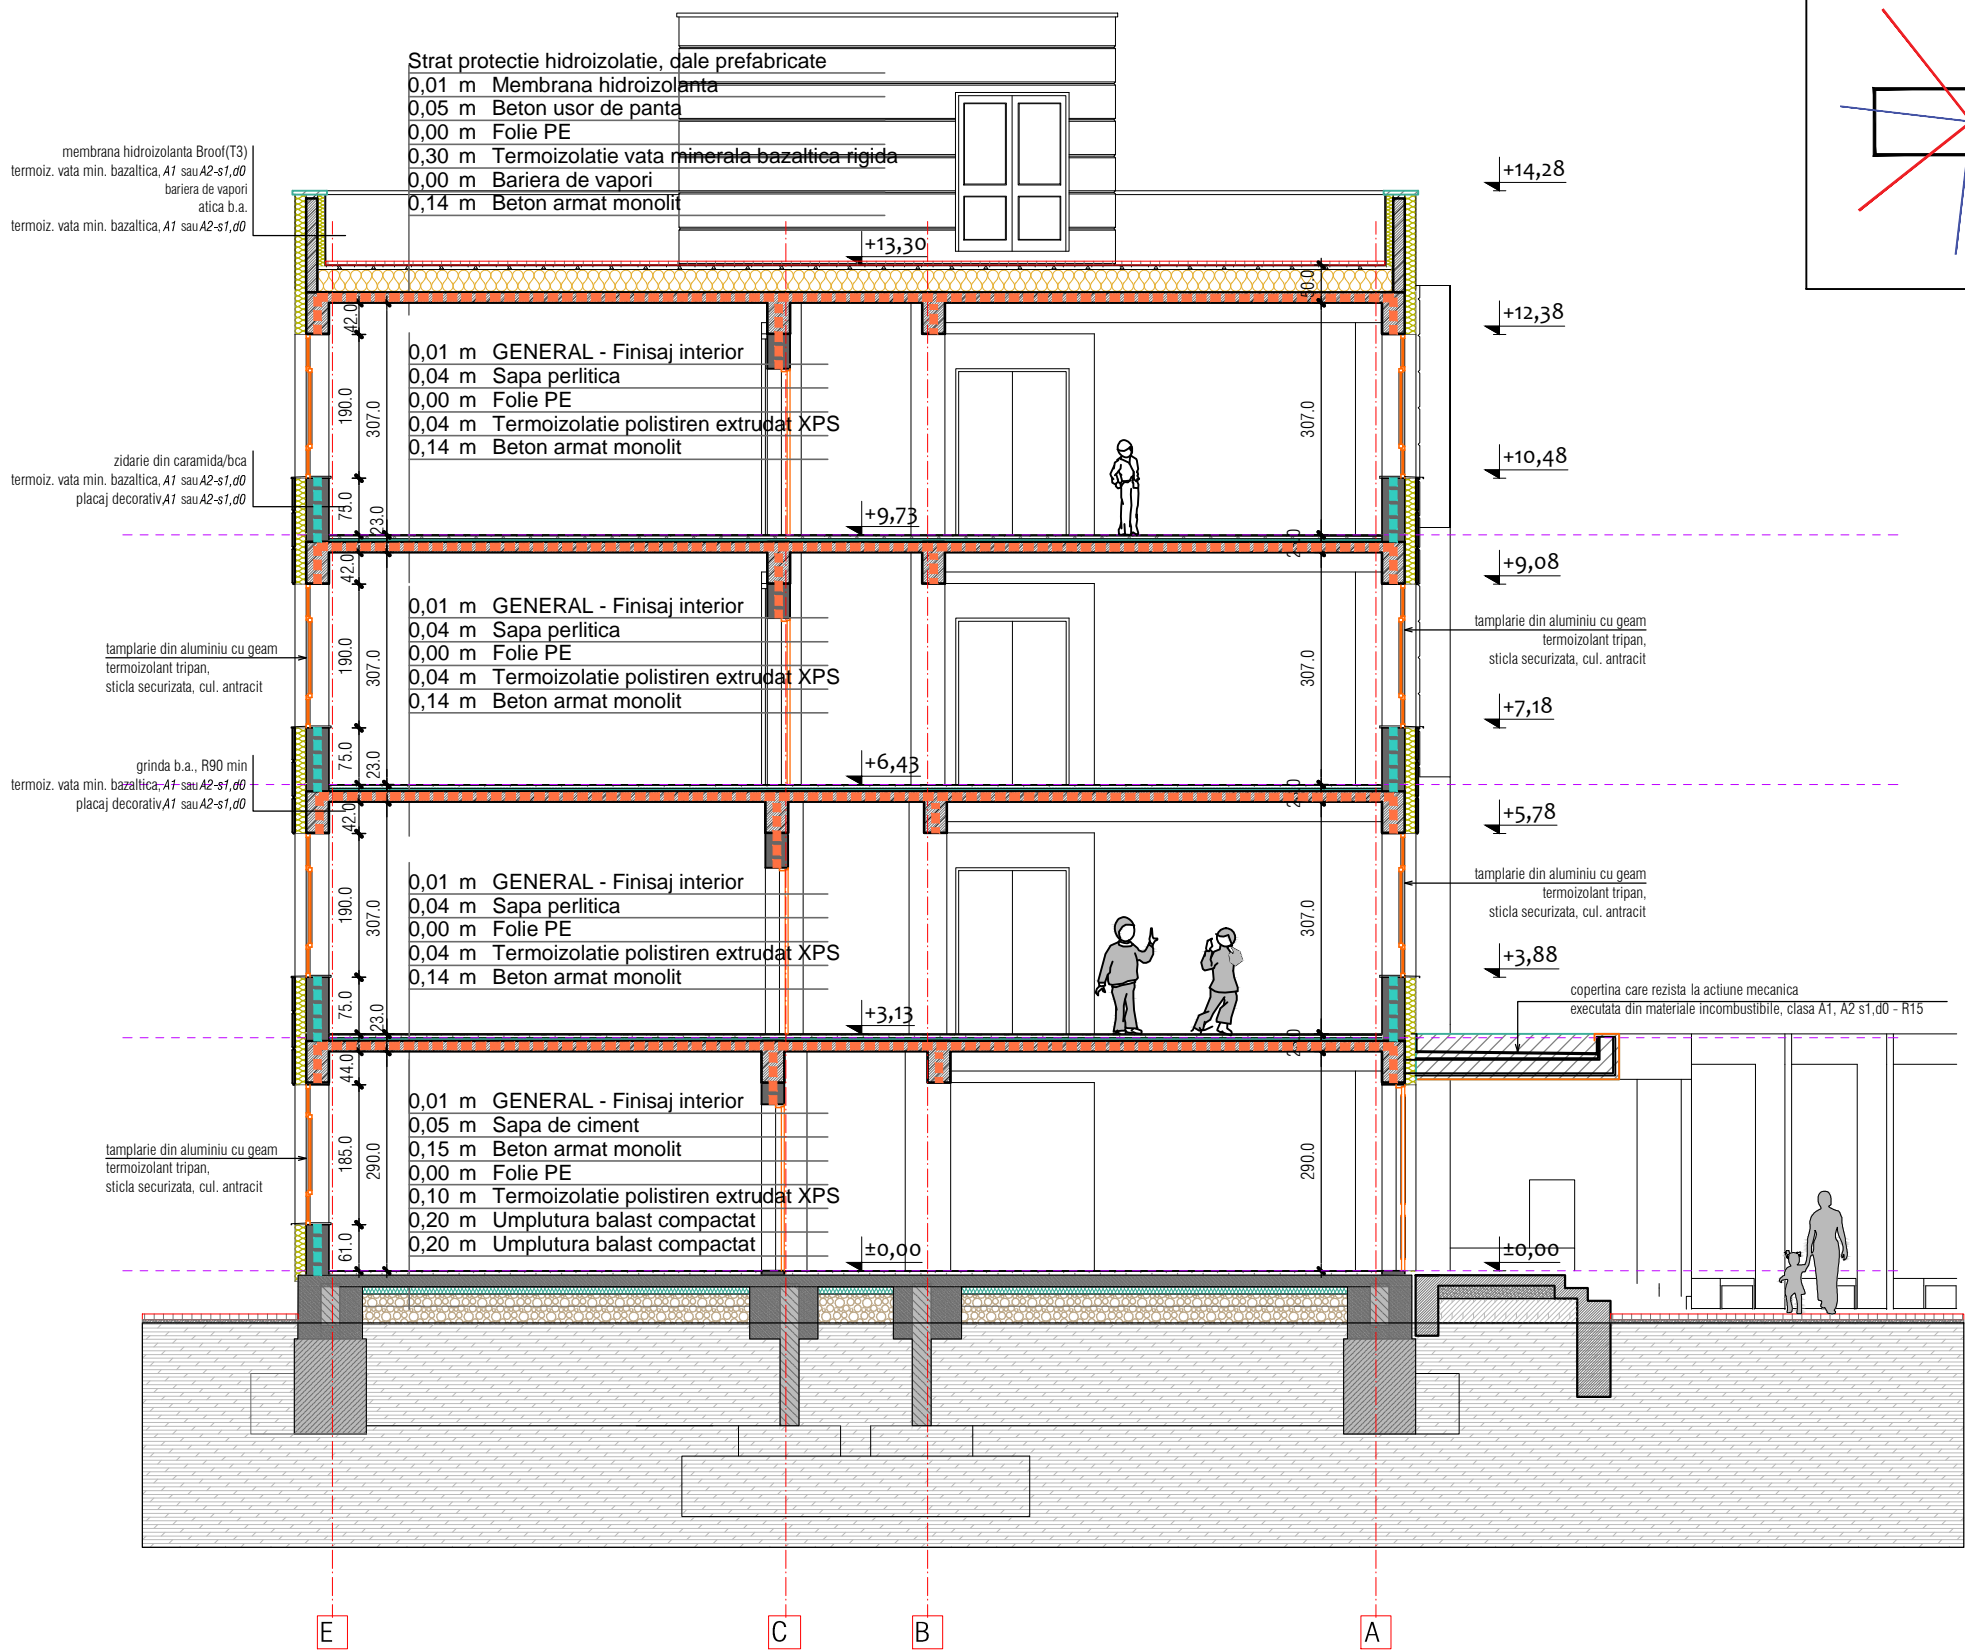 Strat protectie hidroizolatie, dale prefabricate
0,01 m Membrana hidroizolanta
0,05 m Beton usor de panta
0,00 m Folie PE
0,30 m Termoizolatie vata minerala bazaltica rigida
0,00 m Bariera de vapori
0,14 m Beton armat monolit
membrana hidroizolanta Broof(T3)
termoiz. vata min. bazaltica, A1 sau A2-s1,d0
bariera de vapori
atica b.a.
termoiz. vata min. bazaltica, A1 sau A2-s1,d0
+14,28
+13,30
50.0
+12,38
42.0
0,01 m GENERAL - Finisaj interior
0,04 m Sapa perlitica
0,00 m Folie PE
0,04 m Termoizolatie polistiren extrudat XPS
0,14 m Beton armat monolit
190.0
307.0
307.0
zidarie din caramida/bca
termoiz. vata min. bazaltica, A1 sau A2-s1,d0
placaj decorativ,A1 sau A2-s1,d0
+10,48
75.0
23.0
+9,73
42.0
+9,08
0,01 m GENERAL - Finisaj interior
0,04 m Sapa perlitica
0,00 m Folie PE
0,04 m Termoizolatie polistiren extrudat XPS
0,14 m Beton armat monolit
tamplarie din aluminiu cu geam
termoizolant tripan,
sticla securizata, cul. antracit
190.0
307.0
307.0
tamplarie din aluminiu cu geam
termoizolant tripan,
sticla securizata, cul. antracit
+7,18
75.0
23.0
+6,43
grinda b.a., R90 min
termoiz. vata min. bazaltica, A1 sau A2-s1,d0
placaj decorativ,A1 sau A2-s1,d0
42.0
+5,78
0,01 m GENERAL - Finisaj interior
0,04 m Sapa perlitica
0,00 m Folie PE
0,04 m Termoizolatie polistiren extrudat XPS
0,14 m Beton armat monolit
190.0
307.0
307.0
tamplarie din aluminiu cu geam
termoizolant tripan,
sticla securizata, cul. antracit
+3,88
copertina care rezista la actiune mecanica
executata din materiale incombustibile, clasa A1, A2 s1,d0 - R15
75.0
23.0
+3,13
44.0
0,01 m GENERAL - Finisaj interior
0,05 m Sapa de ciment
0,15 m Beton armat monolit
0,00 m Folie PE
0,10 m Termoizolatie polistiren extrudat XPS
0,20 m Umplutura balast compactat
0,20 m Umplutura balast compactat
tamplarie din aluminiu cu geam
termoizolant tripan,
sticla securizata, cul. antracit
185.0
290.0
290.0
61.0
±0,00
±0,00
E
C
B
A